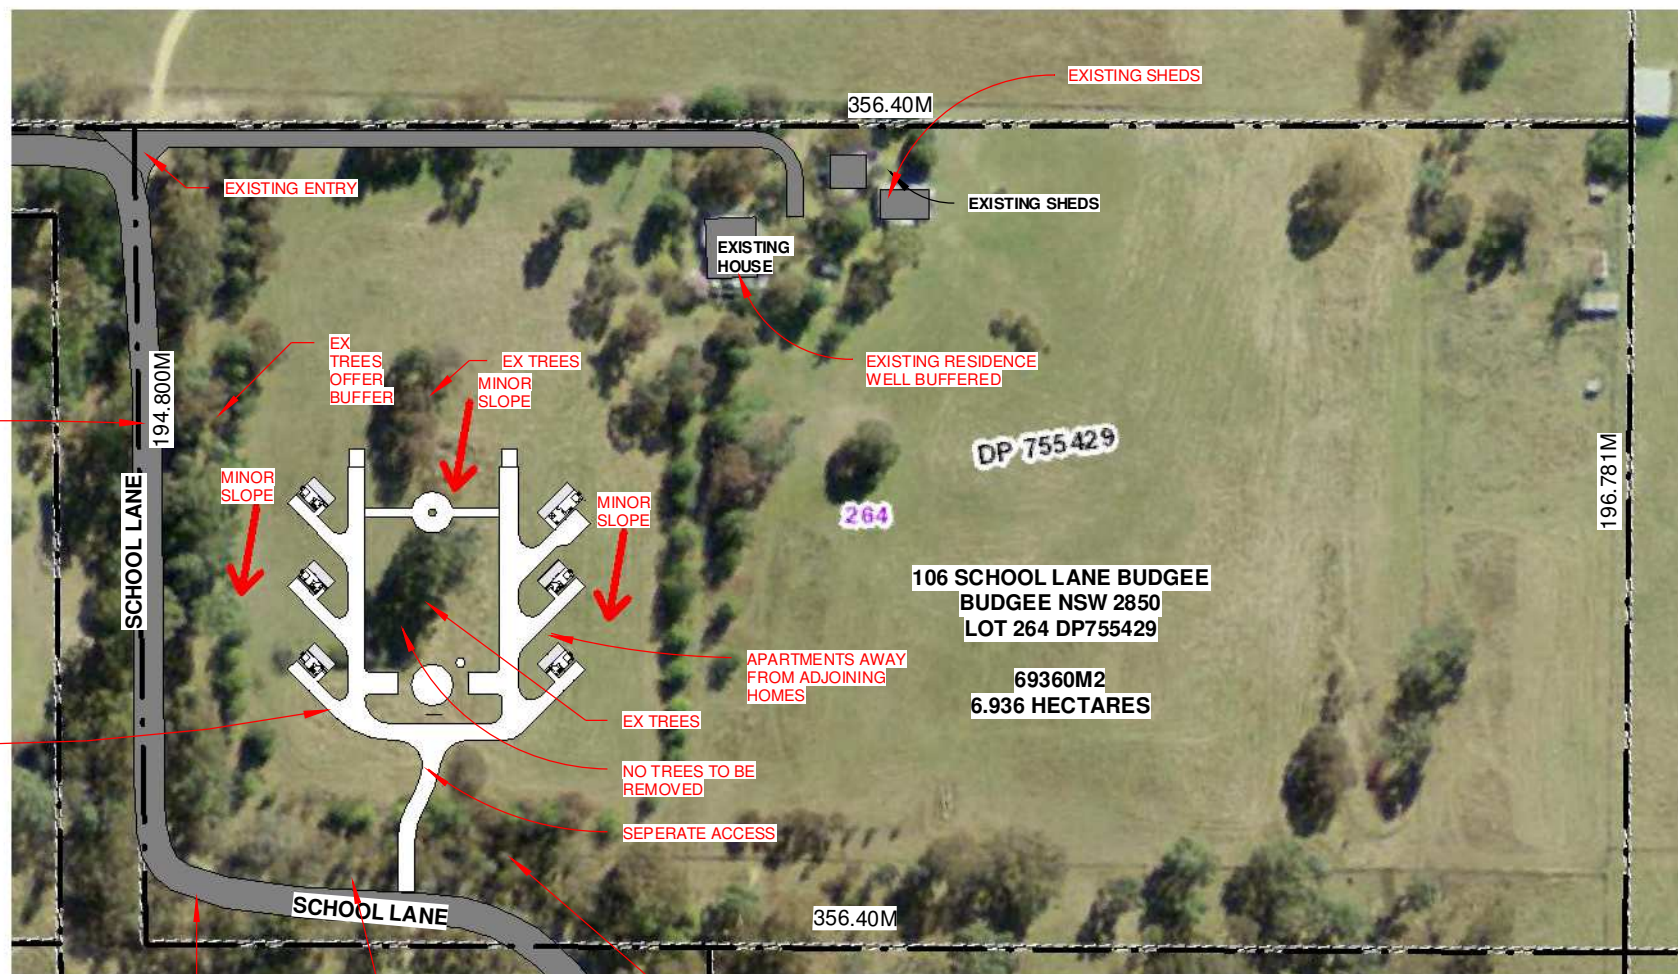 EXISTING SHEDS
356.40M
EXISTING ENTRY
EXISTING SHEDS
EXISTING
HOUSE
EX
TREES
OFFER
BUFFER
EX TREES
MINOR
SLOPE
EXISTING RESIDENCE
WELL BUFFERED
194.800M
DP 755429
196.781M
MINOR
SLOPE
MINOR
SLOPE
264
SCHOOL LANE
106 SCHOOL LANE BUDGEE
BUDGEE NSW 2850
LOT 264 DP755429
69360M2
6.936 HECTARES
APARTMENTS AWAY
FROM ADJOINING
HOMES
EX TREES
NO TREES TO BE
REMOVED
SEPERATE ACCESS
SCHOOL LANE
356.40M